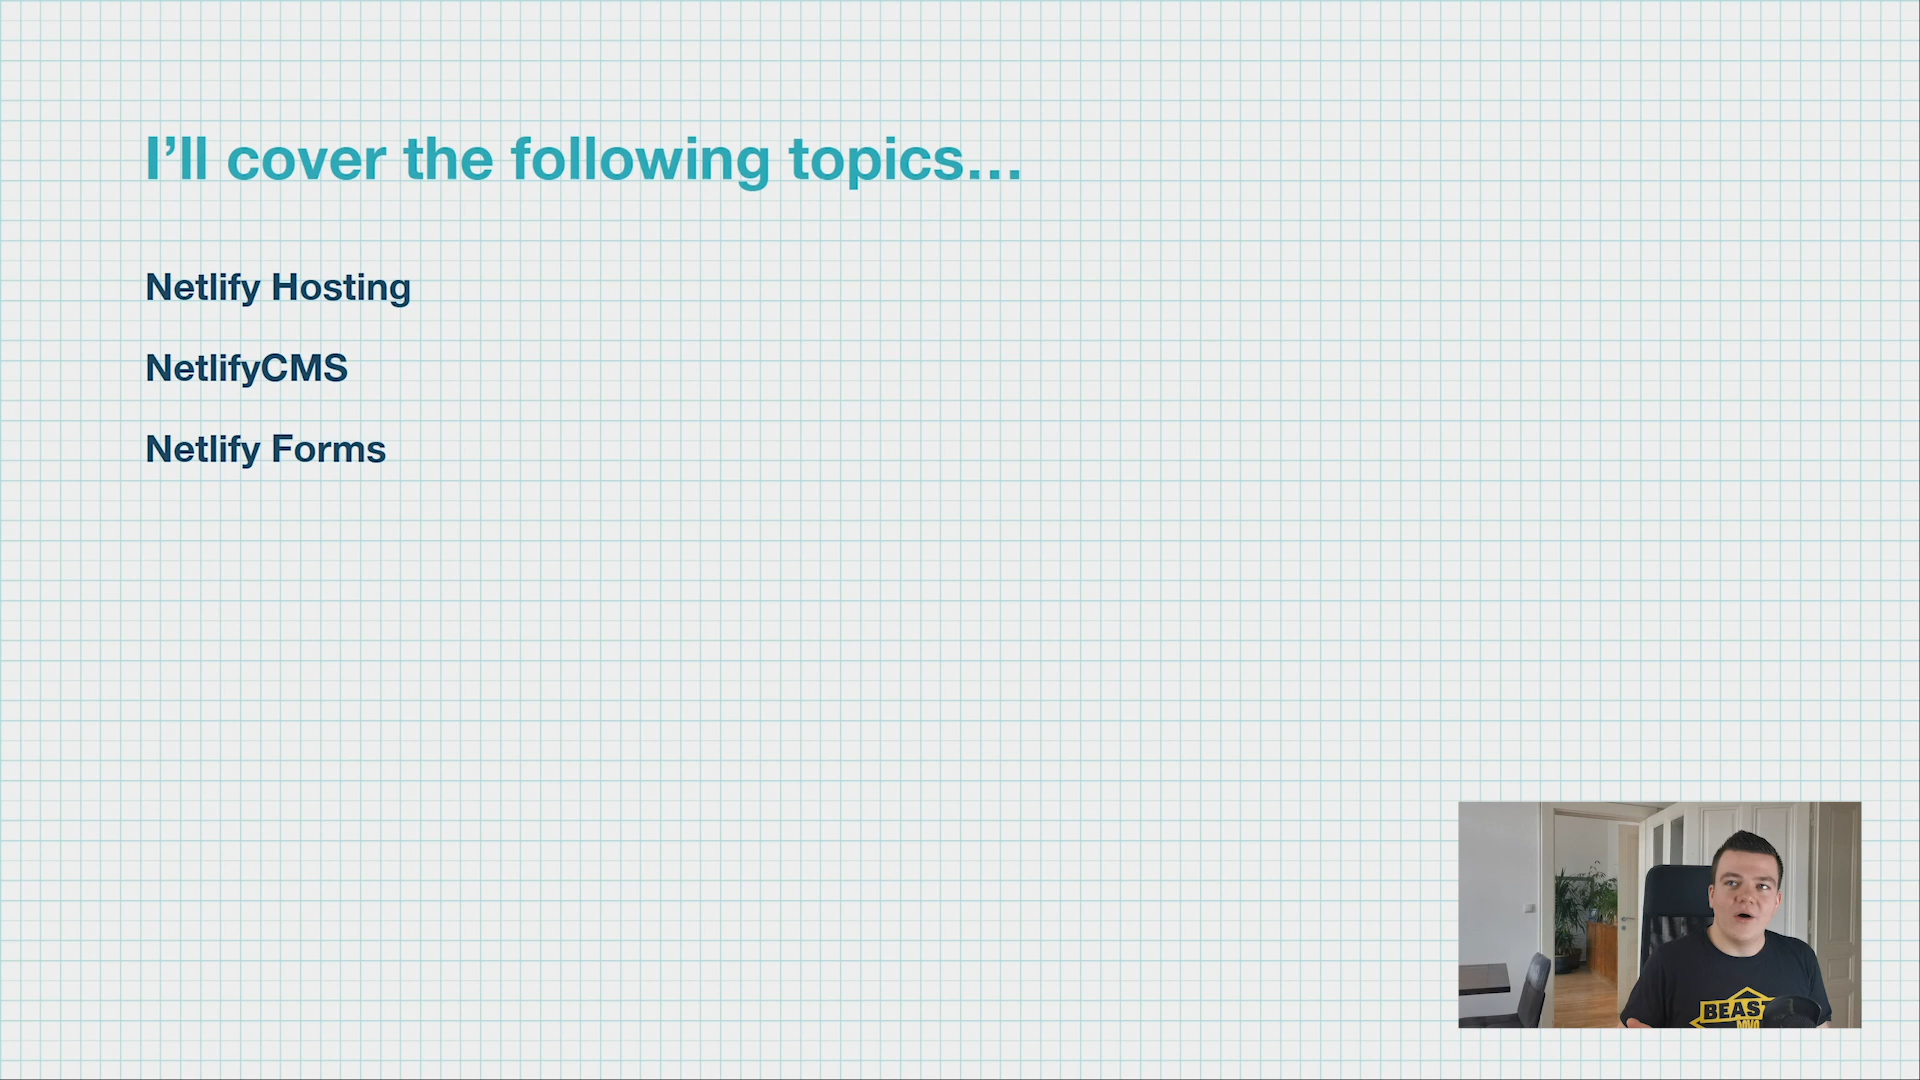 I’ll cover the following topics…
Netlify Hosting
NetlifyCMS
Netlify Forms